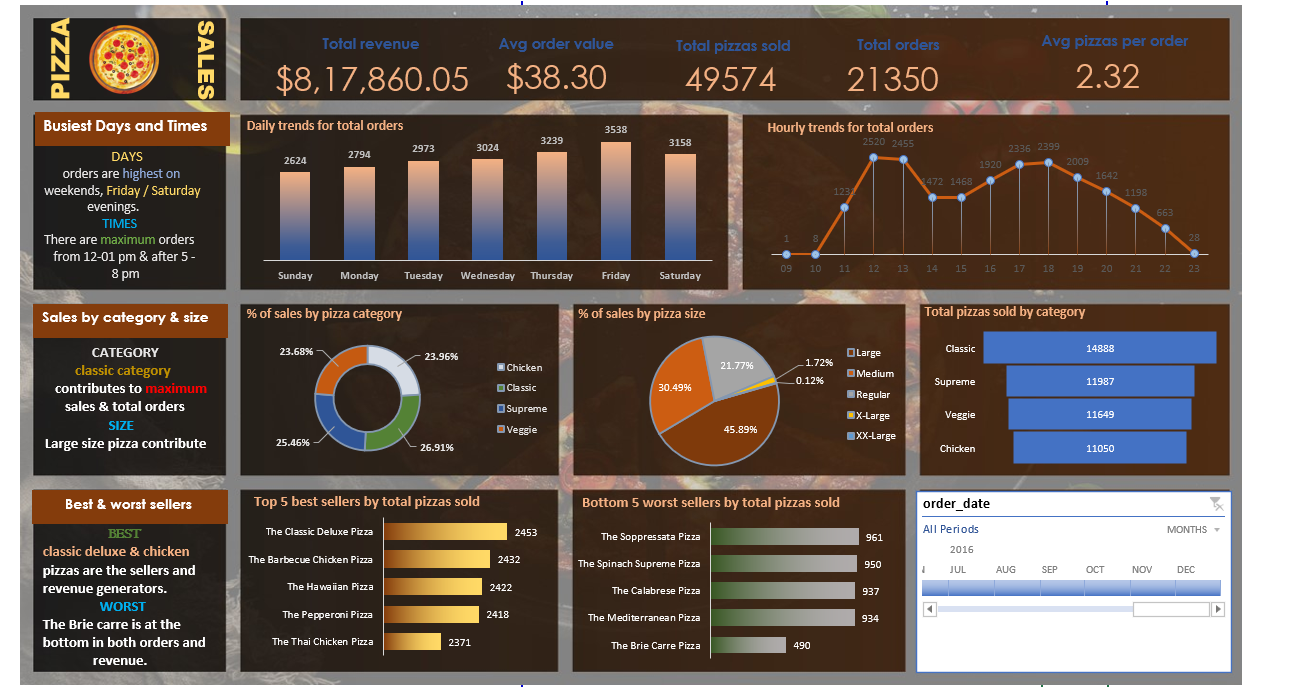 PIZZA
SALES
Total revenue
$8,17,860.05
Avg order value
$38.30
Total pizzas sold
49574
Total orders
21350
Avg pizzas per order
2.32
Busiest Days and Times
DAYS
orders are highest on
weekends, Friday / Saturday
evenings.
TIMES
There are maximum orders
from 12-01 pm & after 5 -
8 pm
Daily trends for total orders
2624
2794
2973
3024
3239
3538
3158
Sunday
Monday
Tuesday
Wednesday
Thursday
Friday
Saturday
Hourly trends for total orders
1
8
1231
2520
2455
1472
1468
1920
2336
2399
2009
1642
1198
663
28
09
10
11
12
13
14
15
16
17
18
19
20
21
22
23
Sales by category & size
CATEGORY
classic category
contributes to maximum
sales & total orders
SIZE
Large size pizza contribute
% of sales by pizza category
23.68%
23.96%
25.46%
26.91%
Chicken
Classic
Supreme
Veggie
% of sales by pizza size
21.77%
1.72%
0.12%
30.49%
45.89%
Large
Medium
Regular
X-Large
XX-Large
Total pizzas sold by category
Classic 14888
Supreme 11987
Veggie 11649
Chicken 11050
Best & worst sellers
BEST
classic deluxe & chicken
pizzas are the sellers and
revenue generators.
WORST
The Brie carre is at the
bottom in both orders and
revenue.
Top 5 best sellers by total pizzas sold
The Classic Deluxe Pizza 2453
The Barbecue Chicken Pizza 2432
The Hawaiian Pizza 2422
The Pepperoni Pizza 2418
The Thai Chicken Pizza 2371
Bottom 5 worst sellers by total pizzas sold
The Soppressata Pizza 961
The Spinach Supreme Pizza 950
The Calabrese Pizza 937
The Mediterranean Pizza 934
The Brie Carre Pizza 490
order_date
All Periods
MONTHS
2016
JUL
AUG
SEP
OCT
NOV
DEC